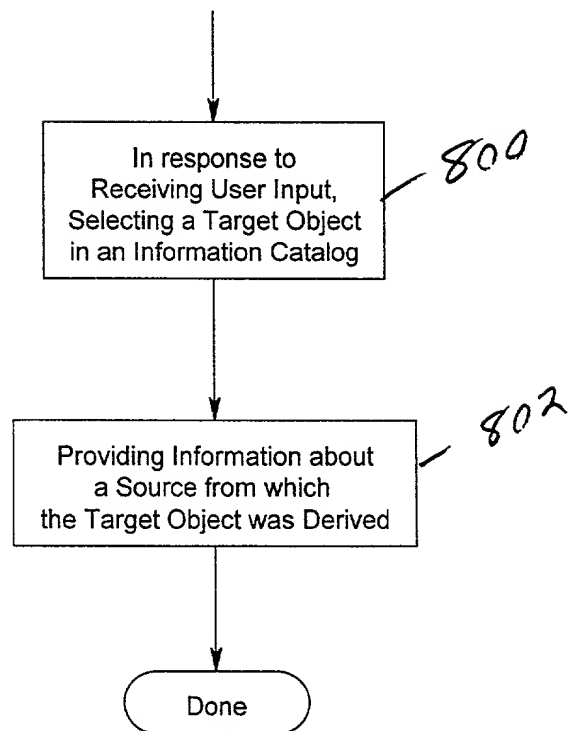 In response to
Receiving User Input,
Selecting a Target Object
in an Information Catalog
800
Providing Information about
a Source from which
the Target Object was Derived
802
Done